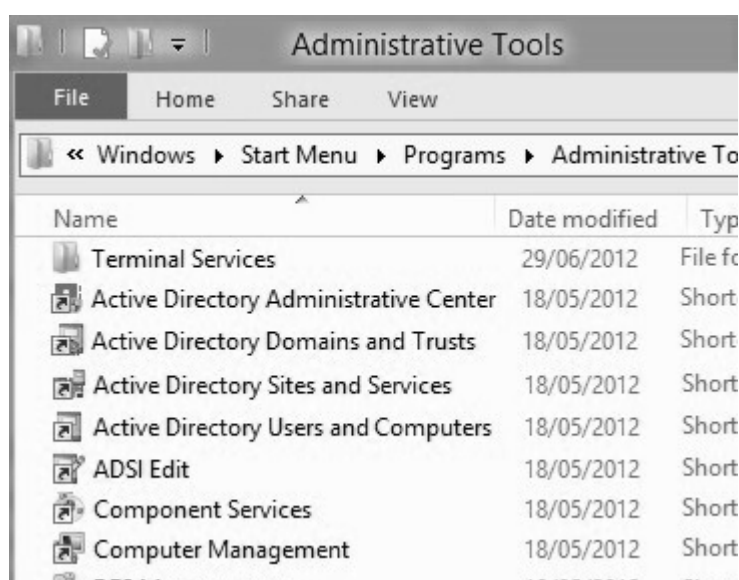 Administrative Tools
File Home Share View
« Windows Start Menu Programs Administrative To
Name Date modified Typ
Terminal Services 29/06/2012 File fo
Active Directory Administrative Center 18/05/2012 Short
Active Directory Domains and Trusts 18/05/2012 Short
Active Directory Sites and Services 18/05/2012 Short
Active Directory Users and Computers 18/05/2012 Short
ADSI Edit 18/05/2012 Short
Component Services 18/05/2012 Short
Computer Management 18/05/2012 Short